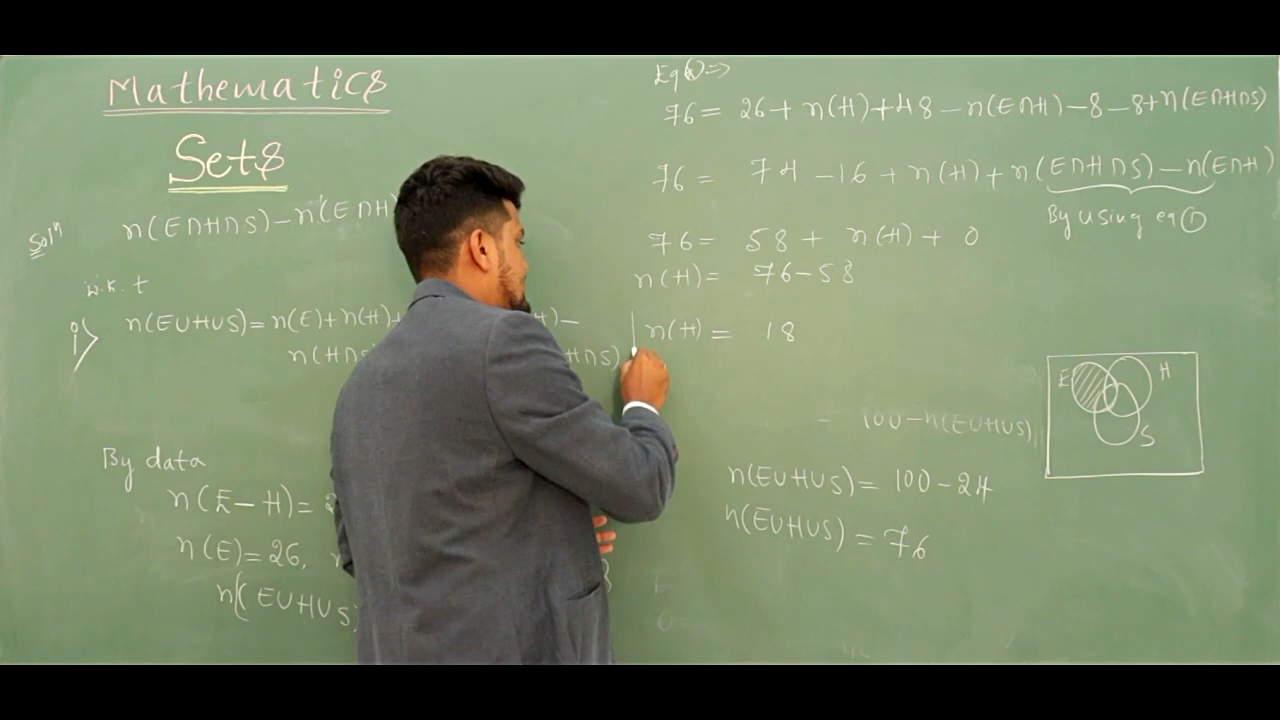 Mathematics
Sets
Solⁿ
n(E∩H∩S)-n(E∩H)
w.k.t
i) n(E∪H∪S)=n(E)+n(H)+
n(H∩S
By data
n(E-H)=
n(E)=26,
n(E∪H∪S)
Eq ⇒
76= 26+ n(H)+48-n(E∩H)-8-8+n(E∩H∩S)
76= 74-16+n(H)+n(E∩H∩S)-n(E∩H)
By using eq①
76= 58+ n(H)+ 0
n(H)= 76-58
n(H)= 18
- 100-n(E∪H∪S)
n(E∪H∪S)= 100-24
n(E∪H∪S)=76
E
H
S